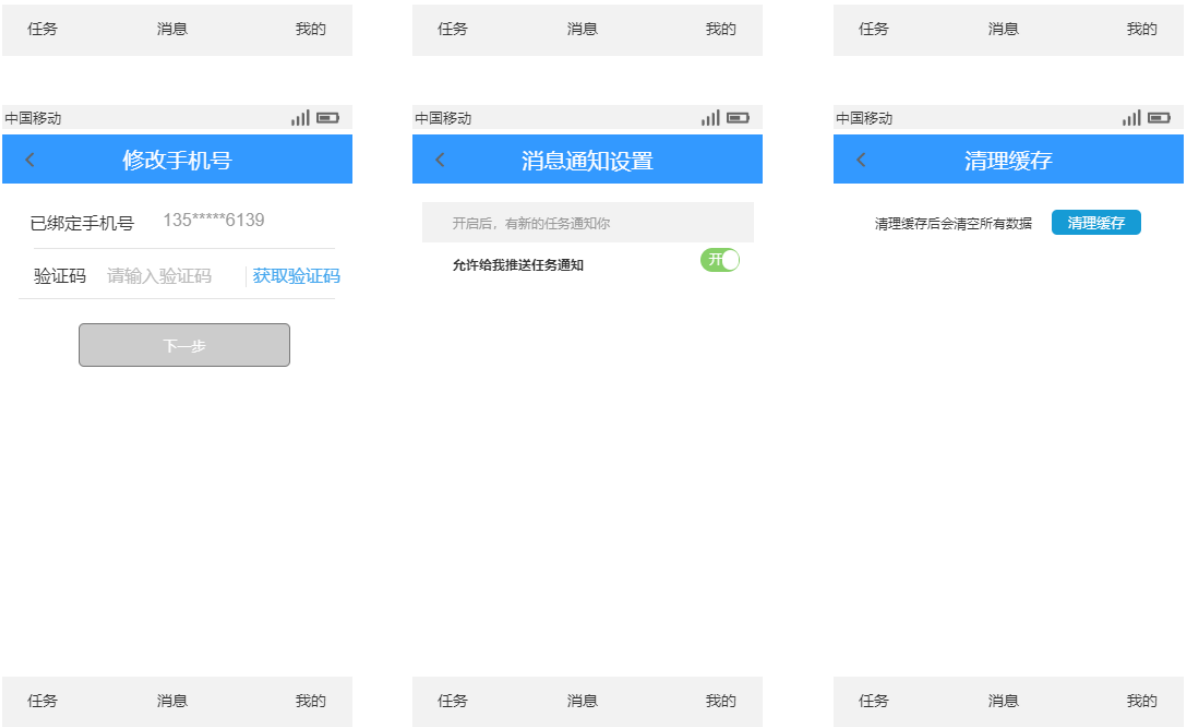 任务 消息 我的
任务 消息 我的
任务 消息 我的
中国移动
修改手机号
已绑定手机号 135*****6139
验证码 请输入验证码 获取验证码
下一步
任务 消息 我的
中国移动
消息通知设置
开启后，有新的任务通知你
允许给我推送任务通知 开
任务 消息 我的
中国移动
清理缓存
清理缓存后会清空所有数据 清理缓存
任务 消息 我的